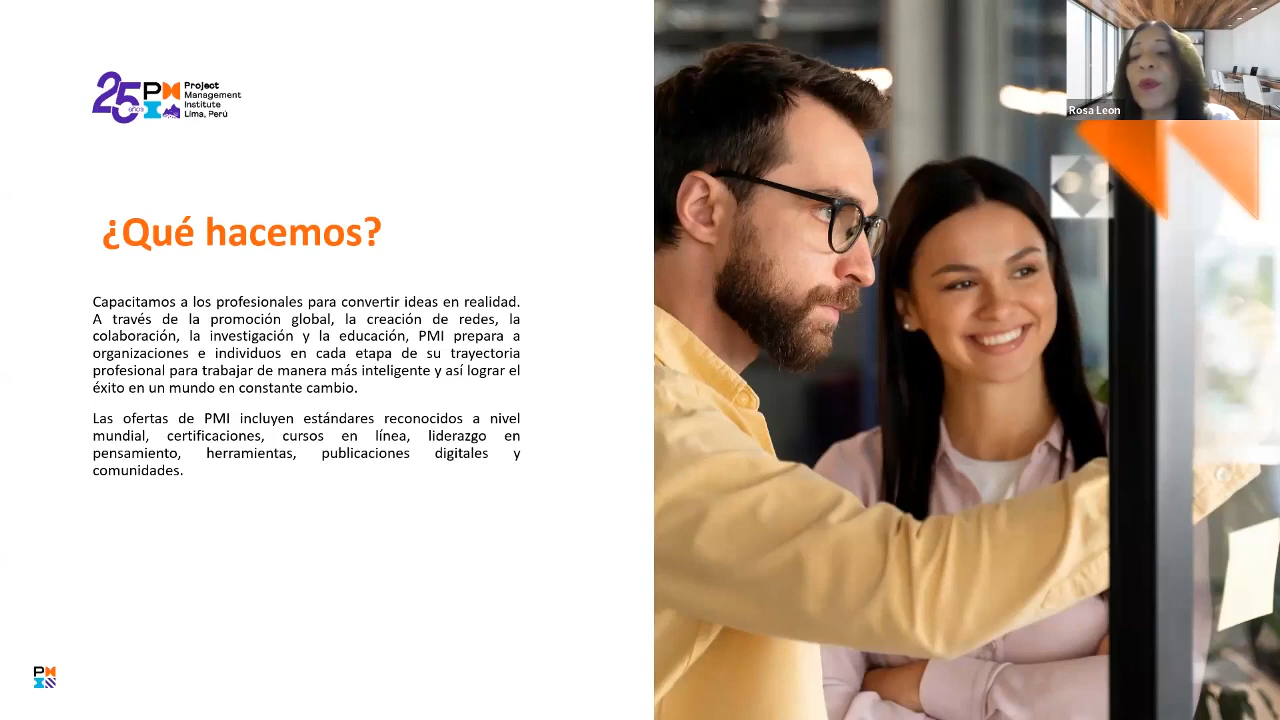 25 años
PMI
Project
Management
Institute
Lima, Perú
Rosa Leon
¿Qué hacemos?
Capacitamos a los profesionales para convertir ideas en realidad.
A través de la promoción global, la creación de redes, la
colaboración, la investigación y la educación, PMI prepara a
organizaciones e individuos en cada etapa de su trayectoria
profesional para trabajar de manera más inteligente y así lograr el
éxito en un mundo en constante cambio.
Las ofertas de PMI incluyen estándares reconocidos a nivel
mundial, certificaciones, cursos en línea, liderazgo en
pensamiento, herramientas, publicaciones digitales y
comunidades.